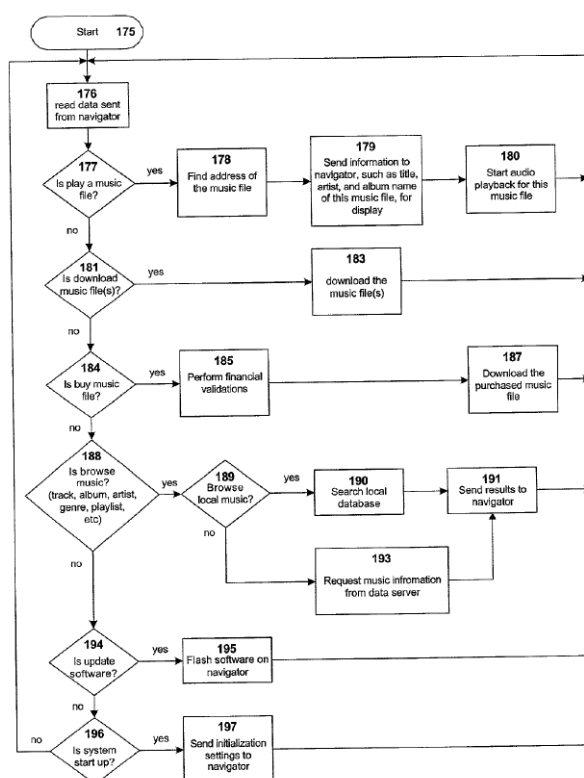 Start 175
176
read data sent
from navigator
177
Is play a music
file?
yes
no
178
Find address of
the music file
179
Send information to
navigator, such as title,
artist, and album name
of this music file, for
display
180
Start audio
playback for this
music file
181
Is download
music file(s)?
yes
no
183
download the
music file(s)
184
Is buy music
file?
yes
no
185
Perform financial
validations
187
Download the
purchased music
file
188
Is browse
music?
(track, album, artist,
genre, playlist,
etc)
yes
no
189
Browse
local music?
yes
no
190
Search local
database
191
Send results to
navigator
193
Request music infromation
from data server
194
Is update
software?
yes
no
195
Flash software on
navigator
196
Is system
start up?
no
yes
197
Send initialization
settings to
navigator